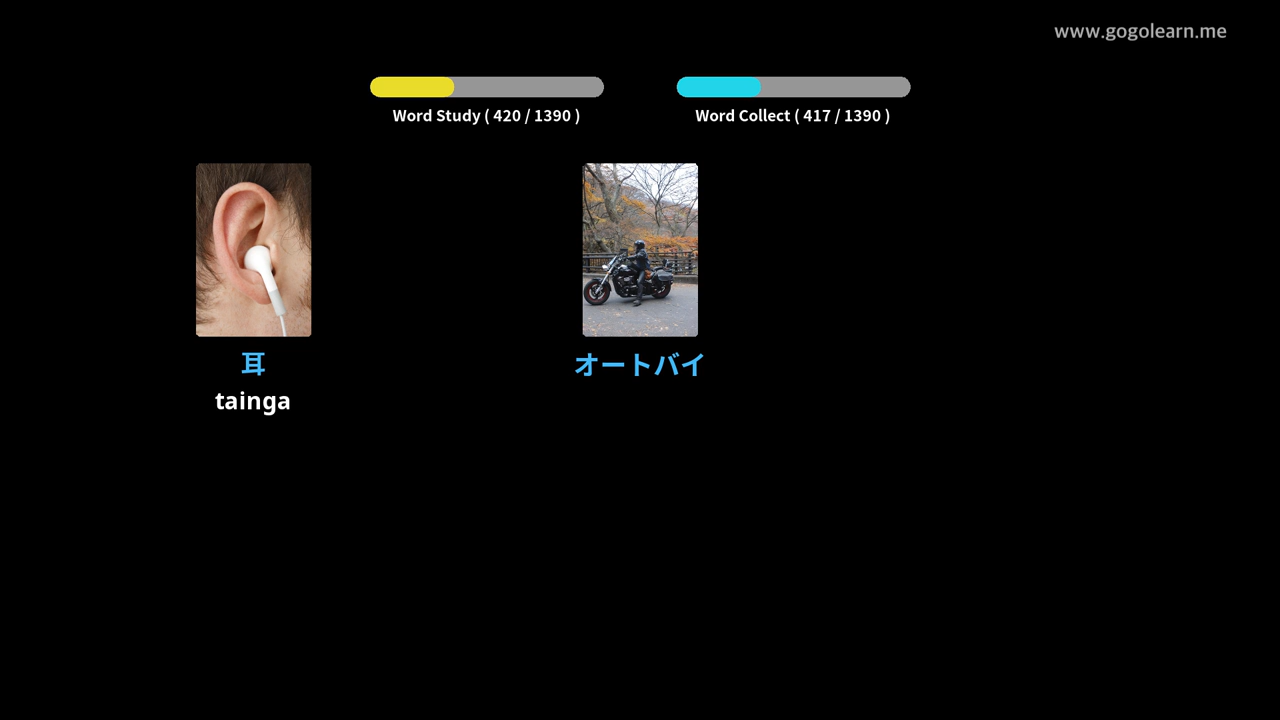 www.gogolearn.me
Word Study ( 420 / 1390 )
Word Collect ( 417 / 1390 )
耳
tainga
オートバイ